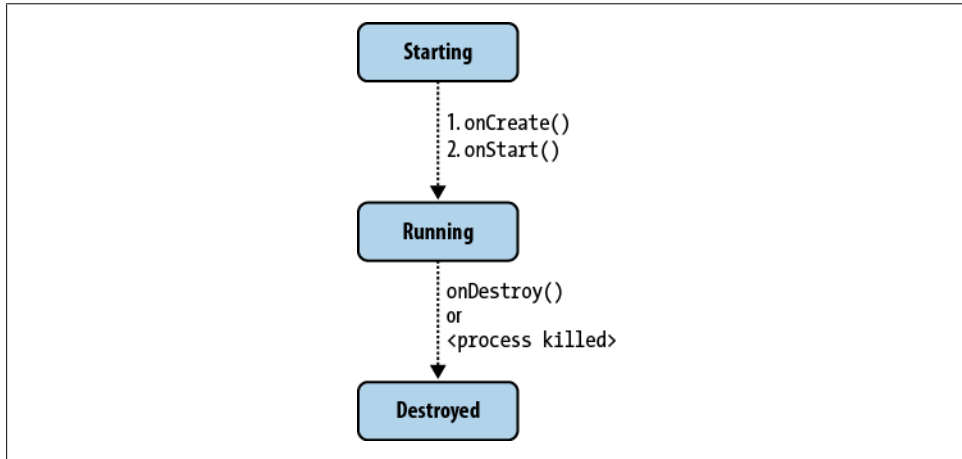 Starting
1. onCreate()
2. onStart()
Running
onDestroy()
or
<process killed>
Destroyed